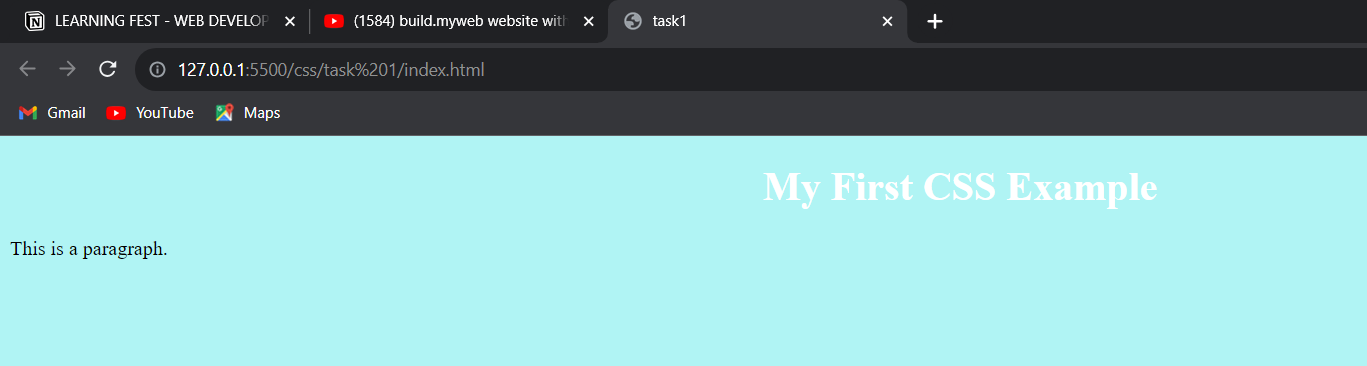 LEARNING FEST - WEB DEVELOP
(1584) build.myweb website with
task1
127.0.0.1:5500/css/task%201/index.html
Gmail
YouTube
Maps
My First CSS Example
This is a paragraph.